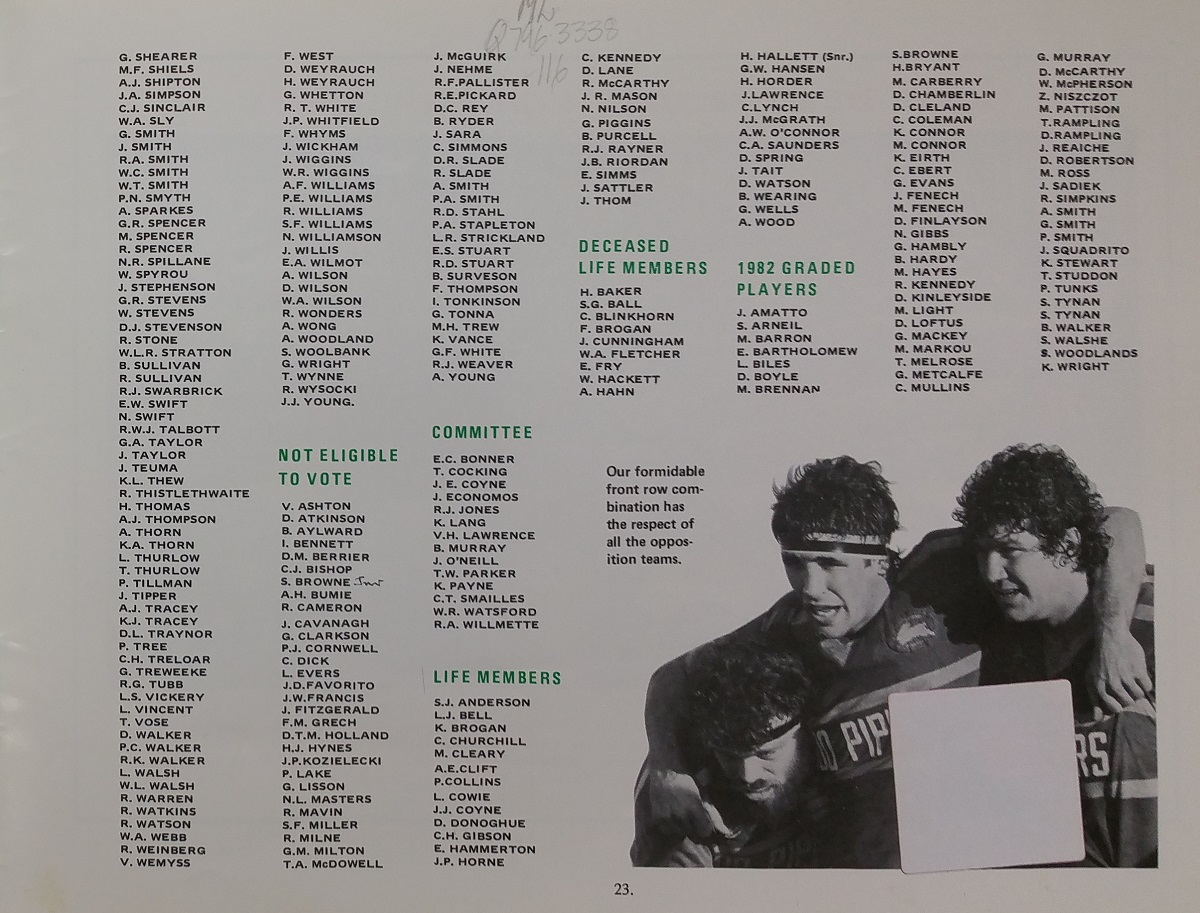 ML
Q796.3338
116
G. SHEARER
M.F. SHIELS
A.J. SHIPTON
J.A. SIMPSON
C.J. SINCLAIR
W.A. SLY
G. SMITH
J. SMITH
R.A. SMITH
W.C. SMITH
W.T. SMITH
P.N. SMYTH
A. SPARKES
G.R. SPENCER
M. SPENCER
R. SPENCER
N.R. SPILLANE
W. SPYROU
J. STEPHENSON
G.R. STEVENS
W. STEVENS
D.J. STEVENSON
R. STONE
W.L.R. STRATTON
B. SULLIVAN
R. SULLIVAN
R.J. SWARBRICK
E.W. SWIFT
N. SWIFT
R.W.J. TALBOTT
G.A. TAYLOR
J. TAYLOR
J. TEUMA
K.L. THEW
R. THISTLETHWAITE
H. THOMAS
A.J. THOMPSON
A. THORN
K.A. THORN
L. THURLOW
T. THURLOW
P. TILLMAN
J. TIPPER
A.J. TRACEY
K.J. TRACEY
D.L. TRAYNOR
P. TREE
C.H. TRELOAR
G. TREWEEKE
R.G. TUBB
L.S. VICKERY
L. VINCENT
T. VOSE
D. WALKER
P.C. WALKER
R.K. WALKER
L. WALSH
W.L. WALSH
R. WARREN
R. WATKINS
R. WATSON
W.A. WEBB
R. WEINBERG
V. WEMYSS
F. WEST
D. WEYRAUCH
H. WEYRAUCH
G. WHETTON
R. T. WHITE
J.P. WHITFIELD
F. WHYMS
J. WICKHAM
J. WIGGINS
W.R. WIGGINS
A.F. WILLIAMS
P.E. WILLIAMS
R. WILLIAMS
S.F. WILLIAMS
N. WILLIAMSON
J. WILLIS
E.A. WILMOT
A. WILSON
D. WILSON
W.A. WILSON
R. WONDERS
A. WONG
A. WOODLAND
S. WOOLBANK
G. WRIGHT
T. WYNNE
R. WYSOCKI
J.J. YOUNG.
NOT ELIGIBLE
TO VOTE
V. ASHTON
D. ATKINSON
B. AYLWARD
I. BENNETT
D.M. BERRIER
C.J. BISHOP
S. BROWNE
A.H. BUMIE
R. CAMERON
J. CAVANAGH
G. CLARKSON
P.J. CORNWELL
C. DICK
L. EVERS
J.D.FAVORITO
J.W.FRANCIS
J. FITZGERALD
F.M. GRECH
D.T.M. HOLLAND
H.J. HYNES
J.P.KOZIELECKI
P. LAKE
G. LISSON
N.L. MASTERS
R. MAVIN
S.F. MILLER
R. MILNE
G.M. MILTON
T.A. McDOWELL
J. McGUIRK
J. NEHME
R.F.PALLISTER
R.E.PICKARD
D.C. REY
B. RYDER
J. SARA
C. SIMMONS
D.R. SLADE
R. SLADE
A. SMITH
P.A. SMITH
R.D. STAHL
P.A. STAPLETON
L.R. STRICKLAND
E.S. STUART
R.D. STUART
B. SURVESON
F. THOMPSON
I. TONKINSON
G. TONNA
M.H. TREW
K. VANCE
G.F. WHITE
R.J. WEAVER
A. YOUNG
COMMITTEE
E.C. BONNER
T. COCKING
J. E. COYNE
J. ECONOMOS
R.J. JONES
K. LANG
V.H. LAWRENCE
B. MURRAY
J. O'NEILL
T.W. PARKER
K. PAYNE
C.T. SMAILLES
W.R. WATSFORD
R.A. WILLMETTE
LIFE MEMBERS
S.J. ANDERSON
L.J. BELL
K. BROGAN
C. CHURCHILL
M. CLEARY
A.E.CLIFT
P.COLLINS
L. COWIE
J.J. COYNE
D. DONOGHUE
C.H. GIBSON
E. HAMMERTON
J.P. HORNE
C. KENNEDY
D. LANE
R. McCARTHY
J. R. MASON
N. NILSON
G. PIGGINS
B. PURCELL
R.J. RAYNER
J.B. RIORDAN
E. SIMMS
J. SATTLER
J. THOM
DECEASED
LIFE MEMBERS
H. BAKER
S.G. BALL
C. BLINKHORN
F. BROGAN
J. CUNNINGHAM
W.A. FLETCHER
E. FRY
W. HACKETT
A. HAHN
H. HALLETT (Snr.)
G.W. HANSEN
H. HORDER
J.LAWRENCE
C.LYNCH
J.J. McGRATH
A.W. O'CONNOR
C.A. SAUNDERS
D. SPRING
J. TAIT
D. WATSON
B. WEARING
G. WELLS
A. WOOD
1982 GRADED
PLAYERS
J. AMATTO
S. ARNEIL
M. BARRON
E. BARTHOLOMEW
L. BILES
D. BOYLE
M. BRENNAN
S.BROWNE
H.BRYANT
M. CARBERRY
D. CHAMBERLIN
D. CLELAND
C. COLEMAN
K. CONNOR
M. CONNOR
K. EIRTH
C. EBERT
G. EVANS
J. FENECH
M. FENECH
D. FINLAYSON
N. GIBBS
G. HAMBLY
B. HARDY
M. HAYES
R. KENNEDY
D. KINLEYSIDE
M. LIGHT
D. LOFTUS
G. MACKEY
M. MARKOU
T. MELROSE
G. METCALFE
C. MULLINS
G. MURRAY
D. McCARTHY
W. McPHERSON
Z. NISZCZOT
M. PATTISON
T.RAMPLING
D.RAMPLING
J. REAICHE
D. ROBERTSON
M. ROSS
J. SADIEK
R. SIMPKINS
A. SMITH
G. SMITH
P. SMITH
J. SQUADRITO
K. STEWART
T. STUDDON
P. TUNKS
S. TYNAN
S. TYNAN
B. WALKER
S. WALSHE
S. WOODLANDS
K. WRIGHT
Our formidable
front row com-
bination has
the respect of
all the oppos-
ition teams.
PIP
RS
23.